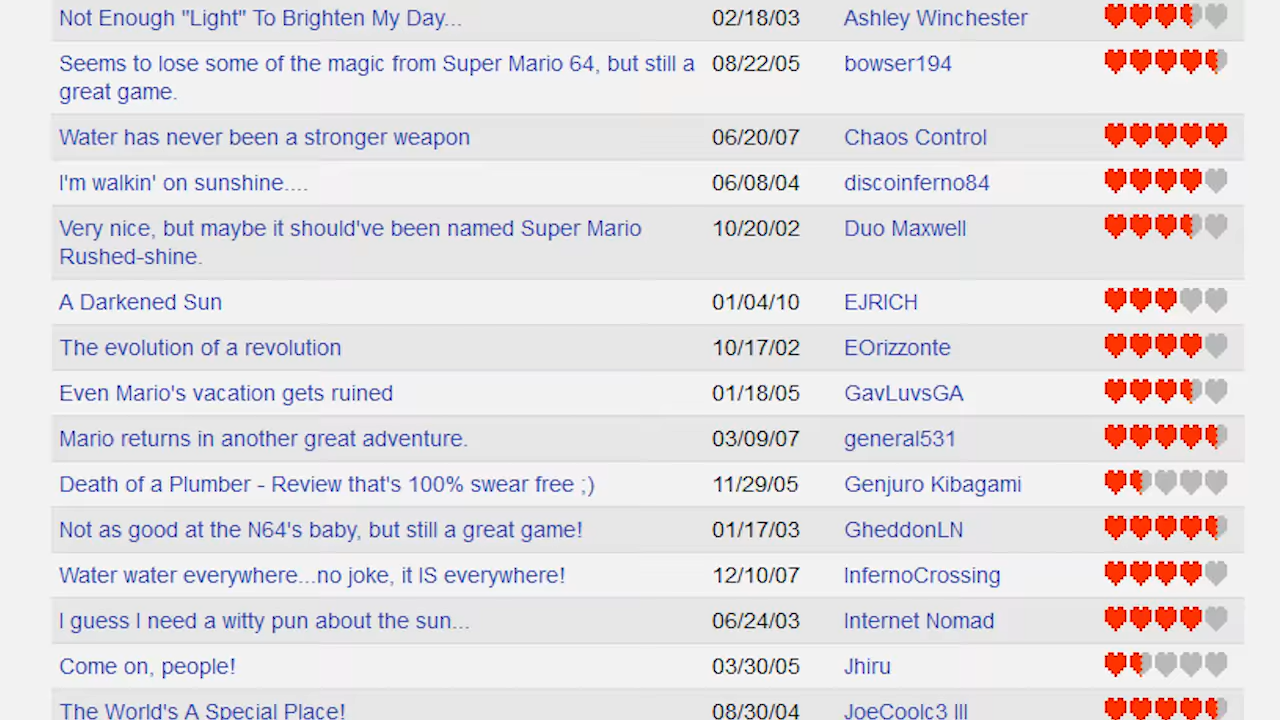 Not Enough "Light" To Brighten My Day... 02/18/03 Ashley Winchester
Seems to lose some of the magic from Super Mario 64, but still a 08/22/05 bowser194
great game.
Water has never been a stronger weapon 06/20/07 Chaos Control
I'm walkin' on sunshine.... 06/08/04 discoinferno84
Very nice, but maybe it should've been named Super Mario 10/20/02 Duo Maxwell
Rushed-shine.
A Darkened Sun 01/04/10 EJRICH
The evolution of a revolution 10/17/02 EOrizzonte
Even Mario's vacation gets ruined 01/18/05 GavLuvsGA
Mario returns in another great adventure. 03/09/07 general531
Death of a Plumber - Review that's 100% swear free ;) 11/29/05 Genjuro Kibagami
Not as good at the N64's baby, but still a great game! 01/17/03 GheddonLN
Water water everywhere...no joke, it IS everywhere! 12/10/07 InfernoCrossing
I guess I need a witty pun about the sun... 06/24/03 Internet Nomad
Come on, people! 03/30/05 Jhiru
The World's A Special Place! 08/30/04 JoeCoolc3 III